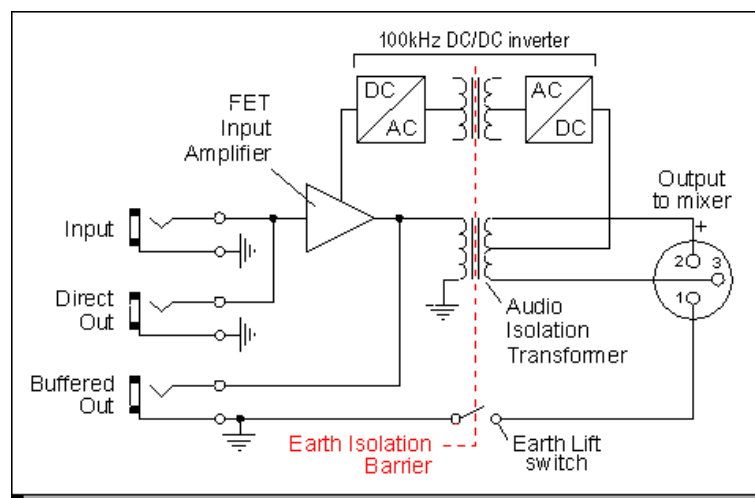 100kHz DC/DC inverter
FET
Input
Amplifier
DC
AC
AC
DC
Output
to mixer
+
Input
2
3
1
Direct
Out
Audio
Isolation
Transformer
Buffered
Out
Earth Isolation
Barrier
Earth Lift
switch